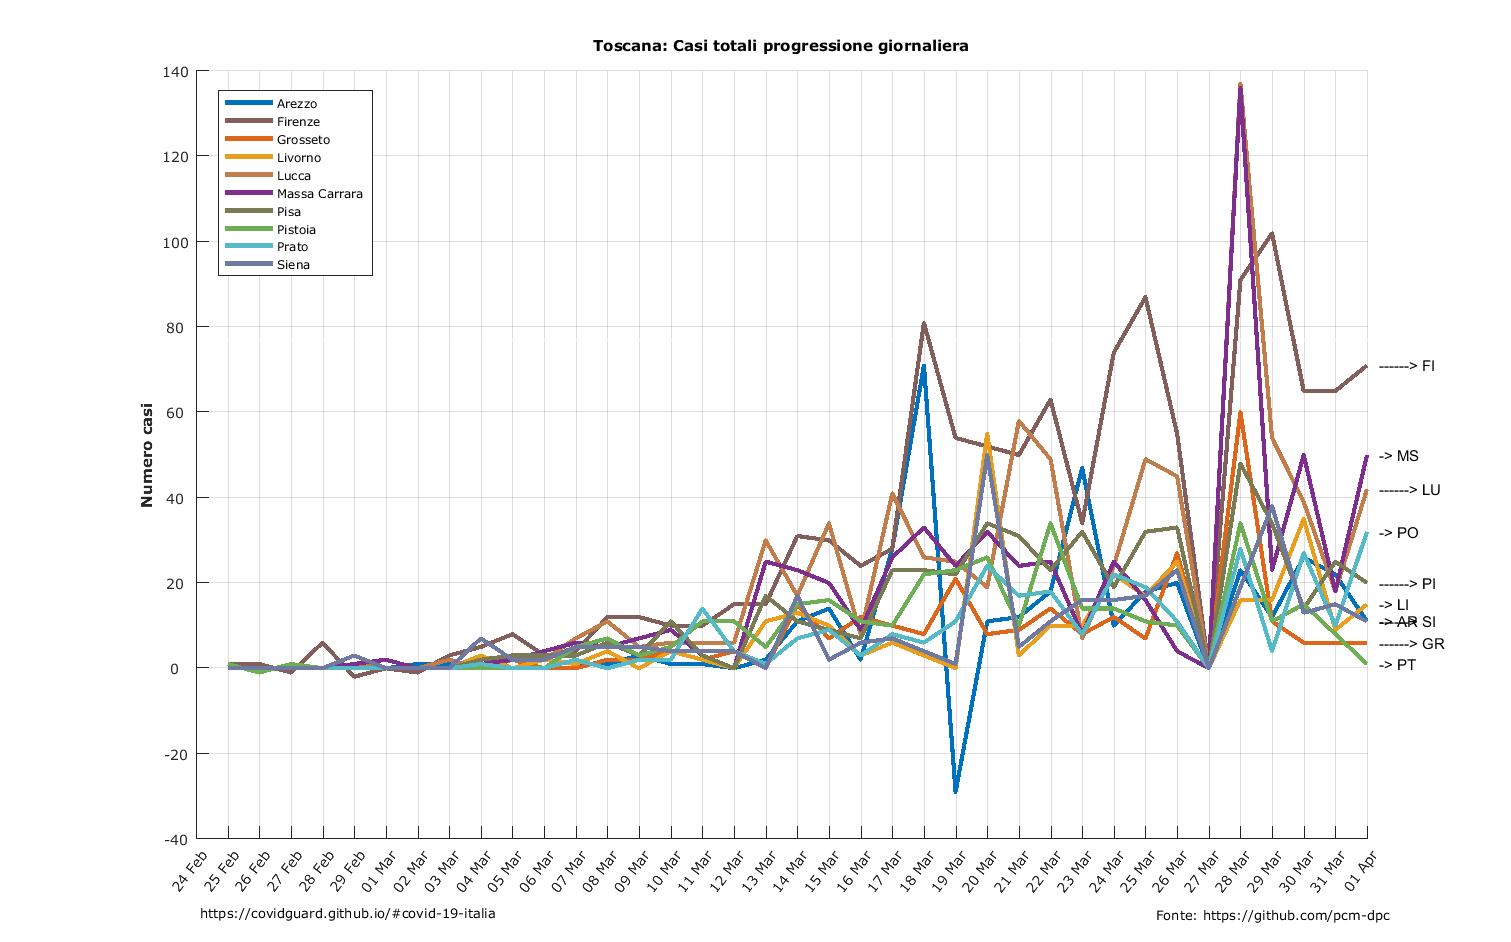 Toscana: Casi totali progressione giornaliera
Numero casi
140
120
100
80
60
40
20
0
-20
-40
Arezzo
Firenze
Grosseto
Livorno
Lucca
Massa Carrara
Pisa
Pistoia
Prato
Siena
------> FI
-> MS
------> LU
-> PO
------> PI
-> LI
-> AR
------> SI
------> GR
-> PT
24 Feb
25 Feb
26 Feb
27 Feb
28 Feb
29 Feb
01 Mar
02 Mar
03 Mar
04 Mar
05 Mar
06 Mar
07 Mar
08 Mar
09 Mar
10 Mar
11 Mar
12 Mar
13 Mar
14 Mar
15 Mar
16 Mar
17 Mar
18 Mar
19 Mar
20 Mar
21 Mar
22 Mar
23 Mar
24 Mar
25 Mar
26 Mar
27 Mar
28 Mar
29 Mar
30 Mar
31 Mar
01 Apr
https://covidguard.github.io/#covid-19-italia
Fonte: https://github.com/pcm-dpc